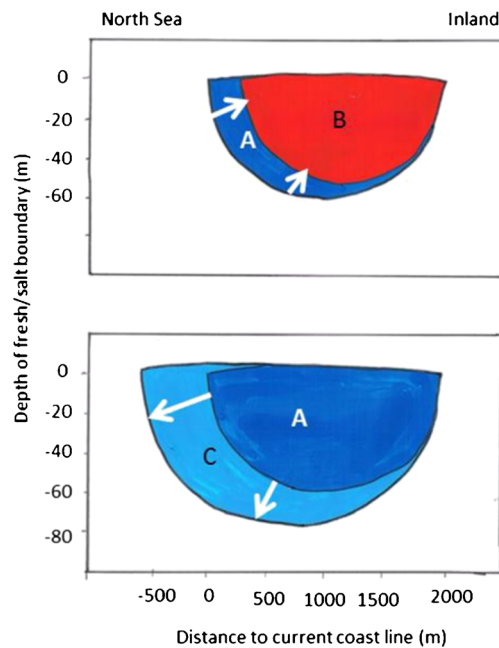 North Sea Inland
0
-20
-40
-60
A
B
0
-20
-40
-60
-80
A
C
Depth of fresh/salt boundary (m)
-500 0 500 1000 1500 2000
Distance to current coast line (m)